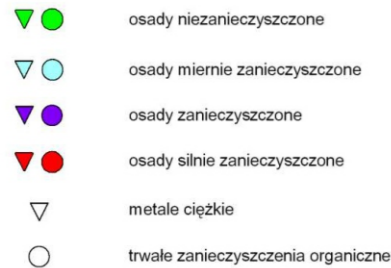 osady niezanieczyszczone
osady miernie zanieczyszczone
osady zanieczyszczone
osady silnie zanieczyszczone
metale ciężkie
trwałe zanieczyszczenia organiczne